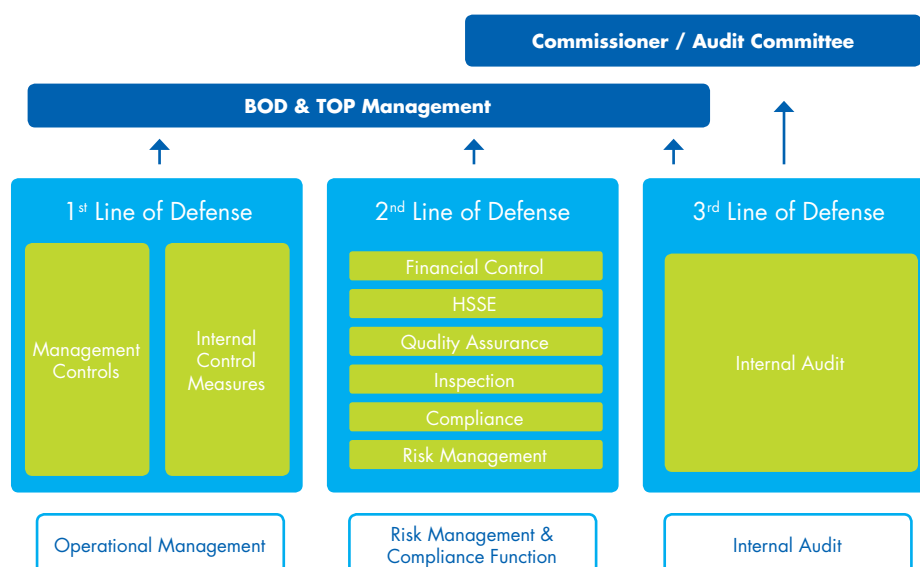 Commissioner / Audit Committee
BOD & TOP Management
1st Line of Defense
Management
Controls
Internal
Control
Measures
2nd Line of Defense
Financial Control
HSSE
Quality Assurance
Inspection
Compliance
Risk Management
3rd Line of Defense
Internal Audit
Operational Management
Risk Management &
Compliance Function
Internal Audit